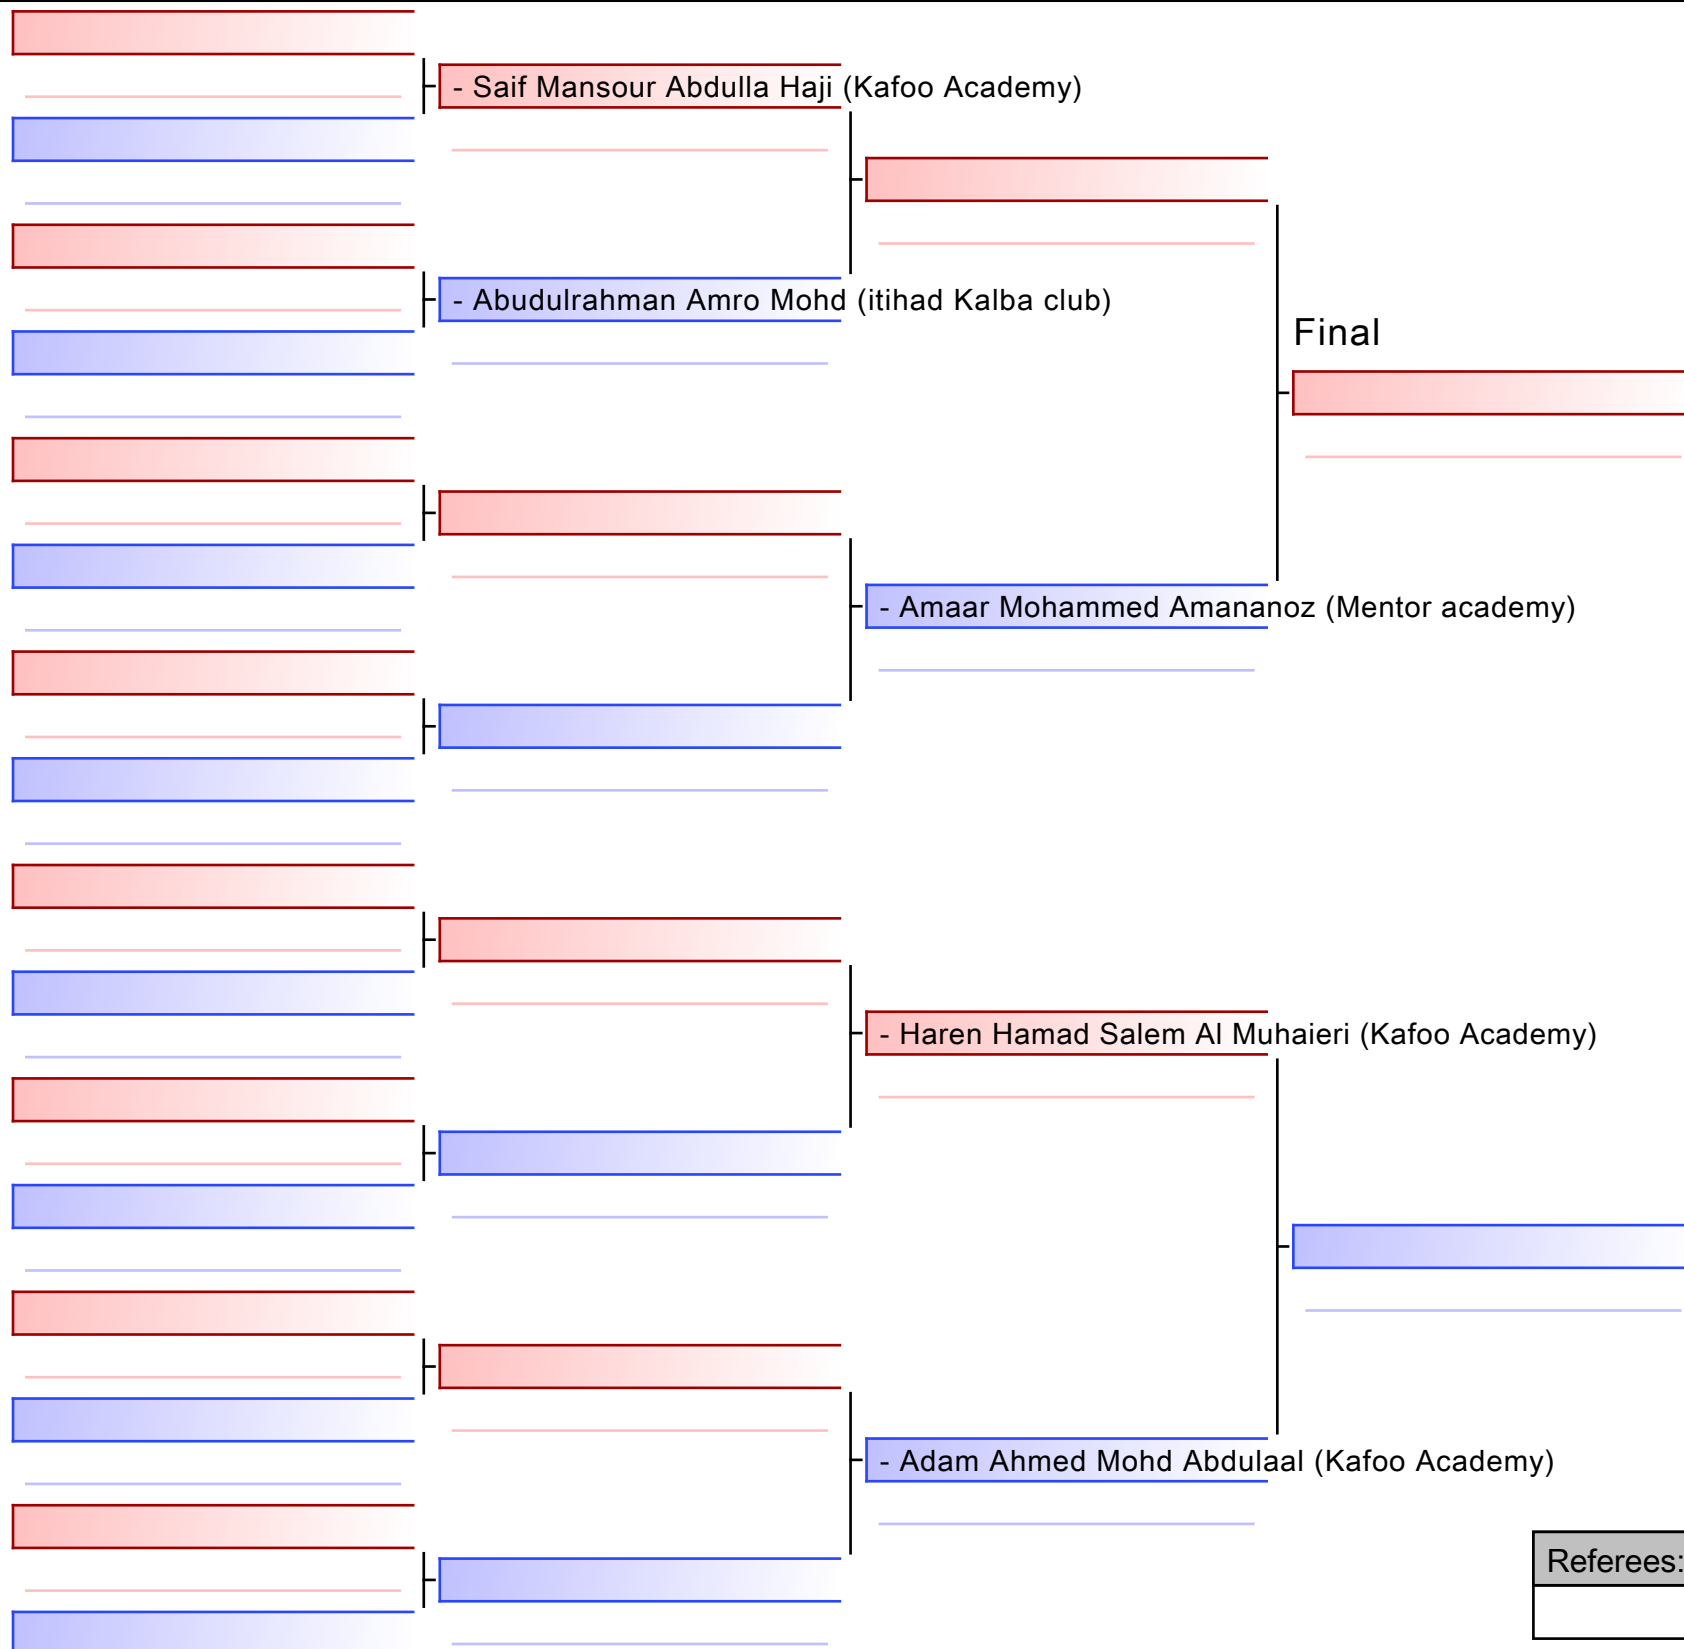 - Saif Mansour Abdulla Haji (Kafoo Academy)
- Abudulrahman Amro Mohd (itihad Kalba club)
Final
- Amaar Mohammed Amananoz (Mentor academy)
- Haren Hamad Salem Al Muhaieri (Kafoo Academy)
- Adam Ahmed Mohd Abdulaal (Kafoo Academy)
Referees: